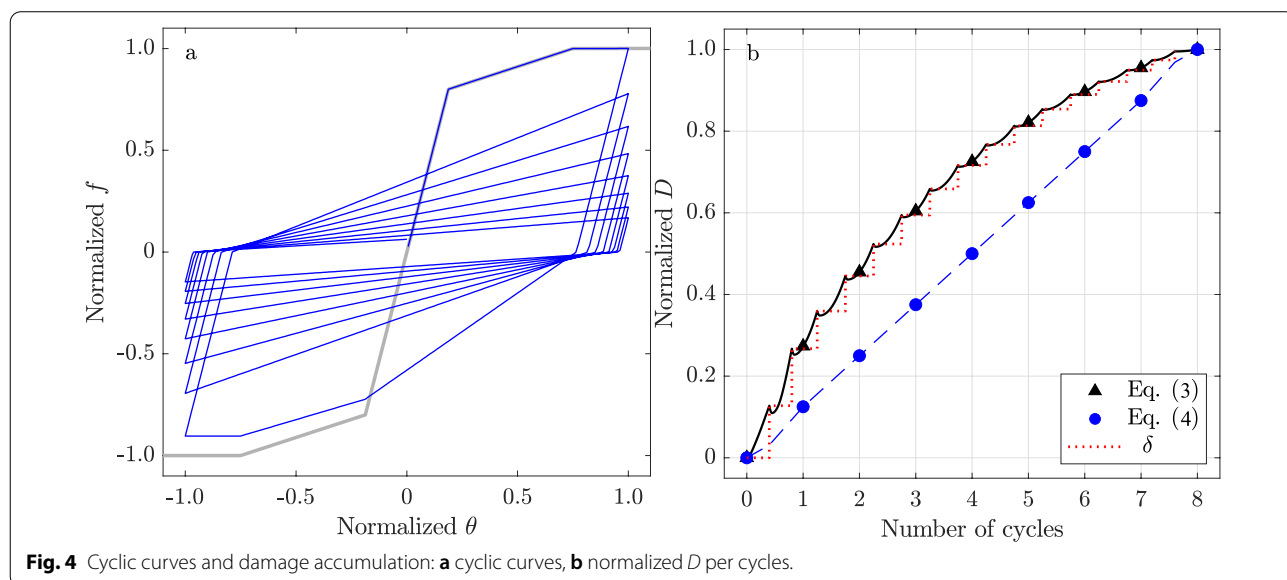 a
1.0
0.5
0
-0.5
-1.0
Normalized f
-1.0 -0.5 0 0.5 1.0
Normalized θ
b
1.0
0.8
0.6
0.4
0.2
0
Normalized D
0 1 2 3 4 5 6 7 8
Number of cycles
Eq. (3)
Eq. (4)
δ
Fig. 4 Cyclic curves and damage accumulation: a cyclic curves, b normalized D per cycles.